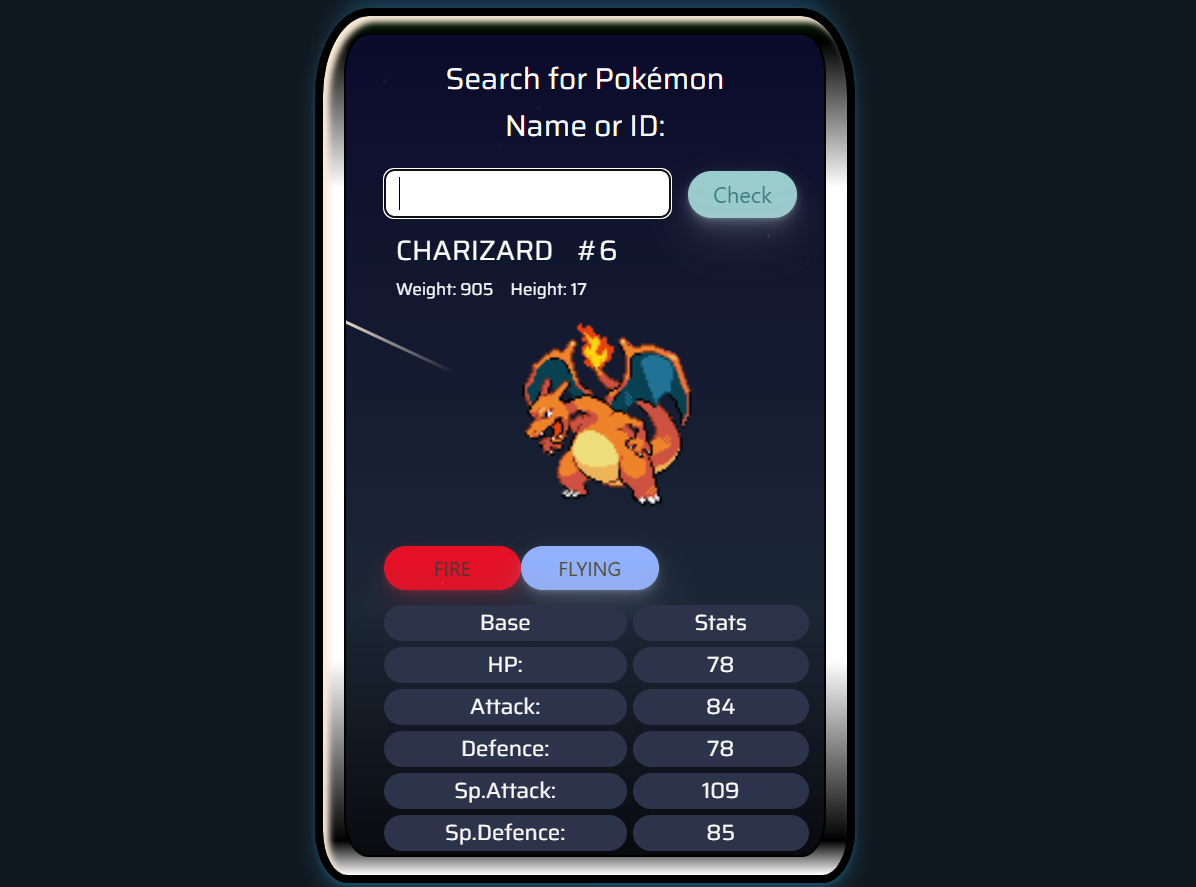 Search for Pokémon
Name or ID:
Check
CHARIZARD #6
Weight: 905 Height: 17
FIRE FLYING
Base Stats
HP: 78
Attack: 84
Defence: 78
Sp.Attack: 109
Sp.Defence: 85